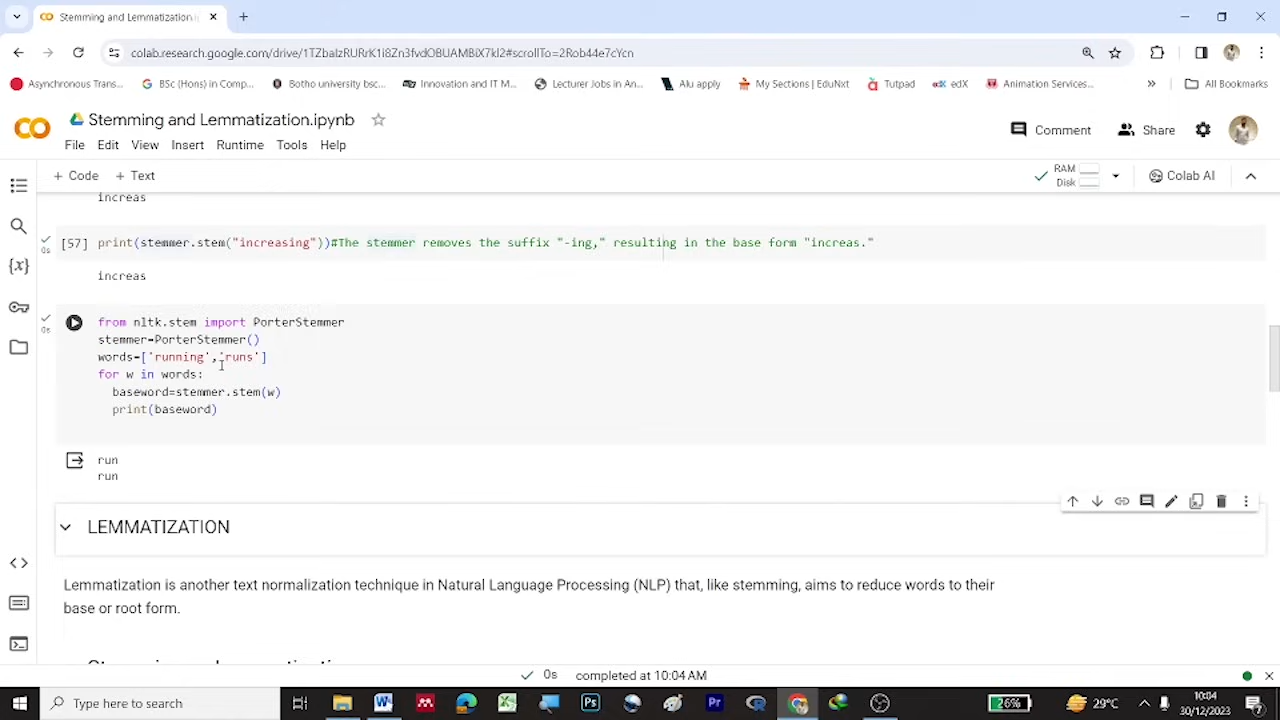 Stemming and Lemmatization.i
colab.research.google.com/drive/1TZbaIzRURrK1i8Zn3fvdOBUAMBiX7kl2#scrollTo=2Rob44e7cYcn
Asynchronous Trans...
BSc (Hons) in Comp...
Botho university bsc...
Innovation and IT M...
Lecturer Jobs in An...
Alu apply
My Sections | EduNxt
Tutpad
edX edX
Animation Services...
»
All Bookmarks
CO
Stemming and Lemmatization.ipynb
Comment
Share
File Edit View Insert Runtime Tools Help
+ Code + Text
RAM
Disk
Colab AI
increas
[57] print(stemmer.stem("increasing"))#The stemmer removes the suffix "-ing," resulting in the base form "increas."
0s
increas
0s
from nltk.stem import PorterStemmer
stemmer=PorterStemmer()
words=['running','runs']
for w in words:
baseword=stemmer.stem(w)
print(baseword)
run
run
LEMMATIZATION
Lemmatization is another text normalization technique in Natural Language Processing (NLP) that, like stemming, aims to reduce words to their
base or root form.
0s completed at 10:04 AM
Type here to search
26%
29°C
10:04
30/12/2023